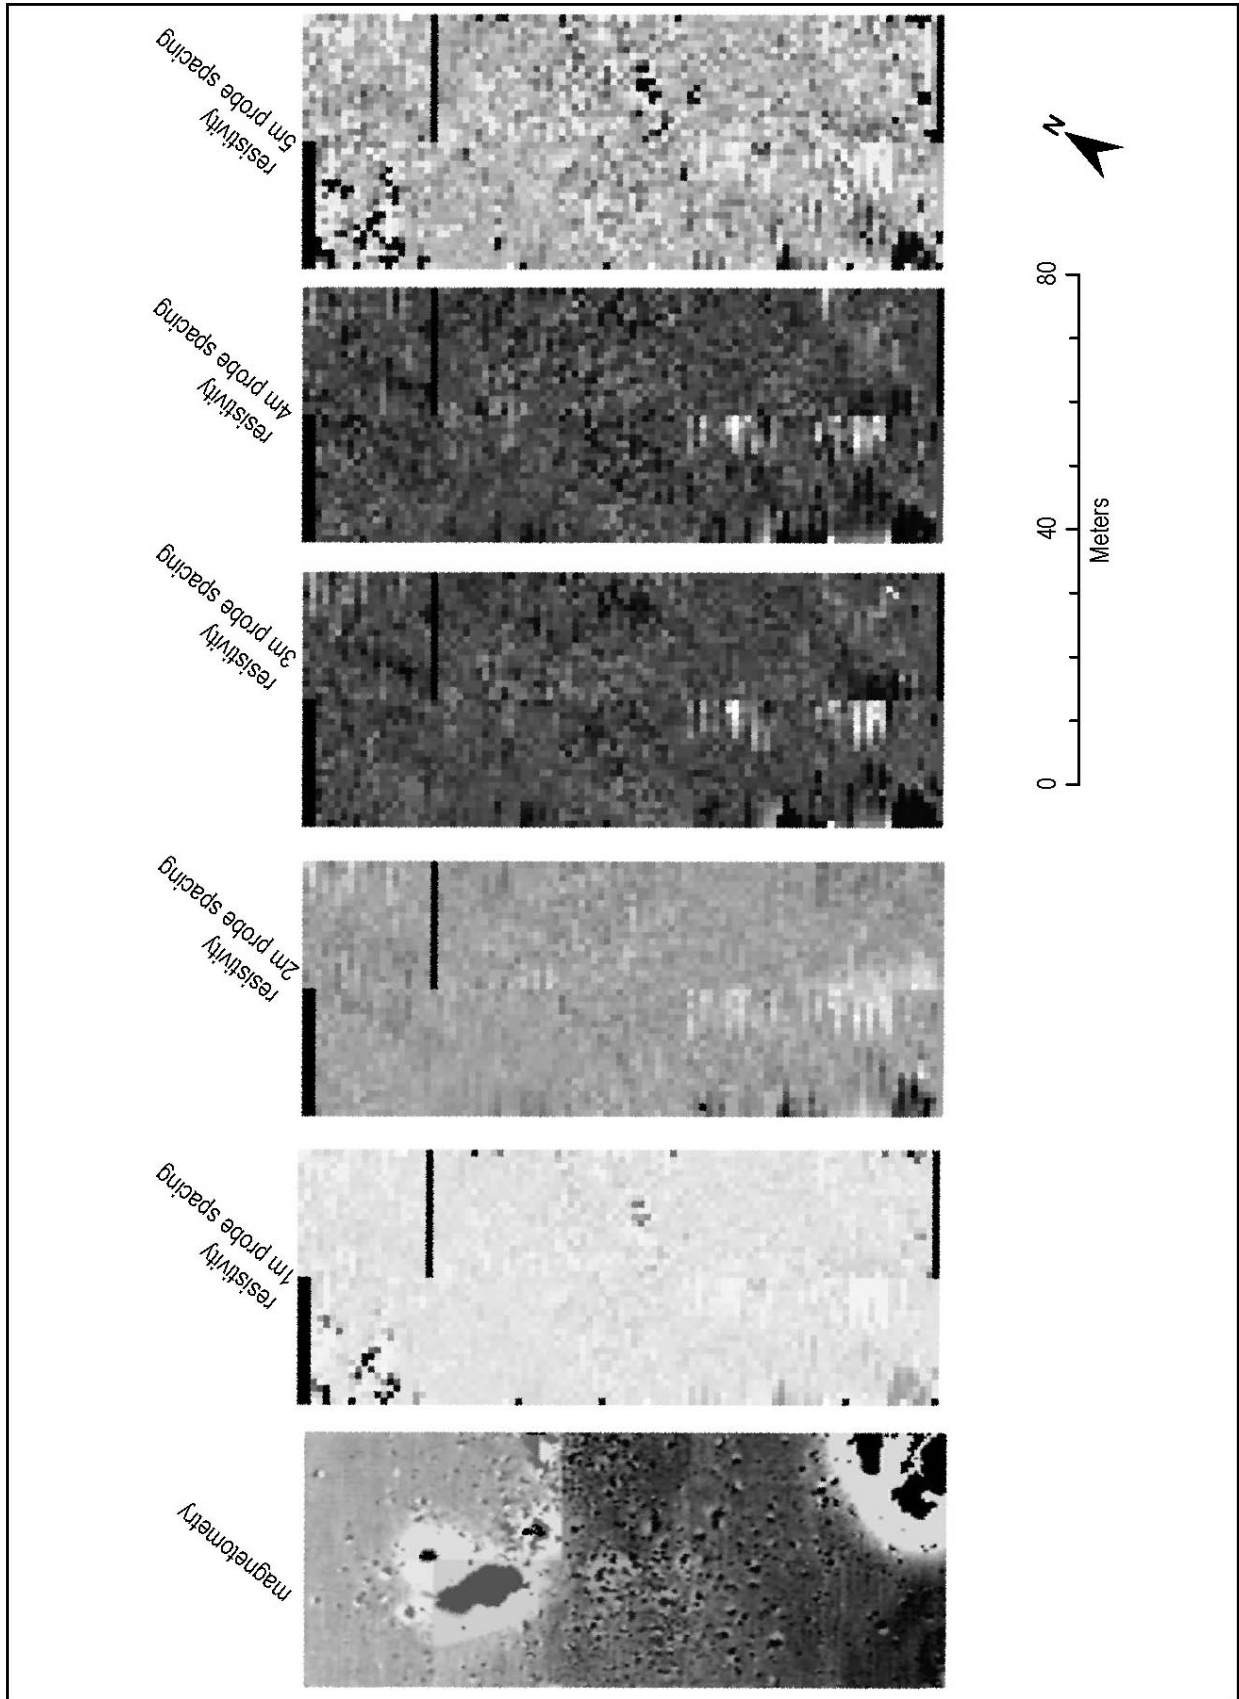 resistivity
5m probe spacing
resistivity
4m probe spacing
resistivity
3m probe spacing
resistivity
2m probe spacing
resistivity
1m probe spacing
magnetometry
N
80
40
0
Meters